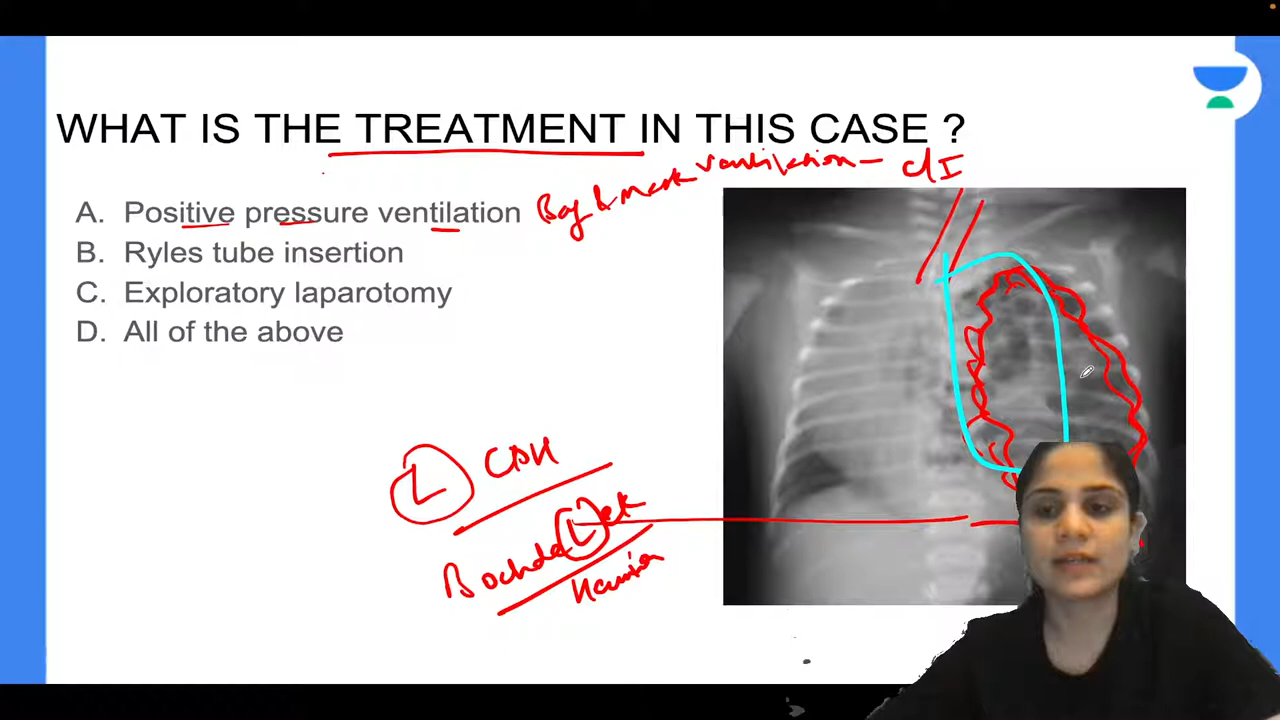 WHAT IS THE TREATMENT IN THIS CASE ?
Bag & mask ventilation - CI
A. Positive pressure ventilation
B. Ryles tube insertion
C. Exploratory laparotomy
D. All of the above
L CDH
Bochdalek
Hernia